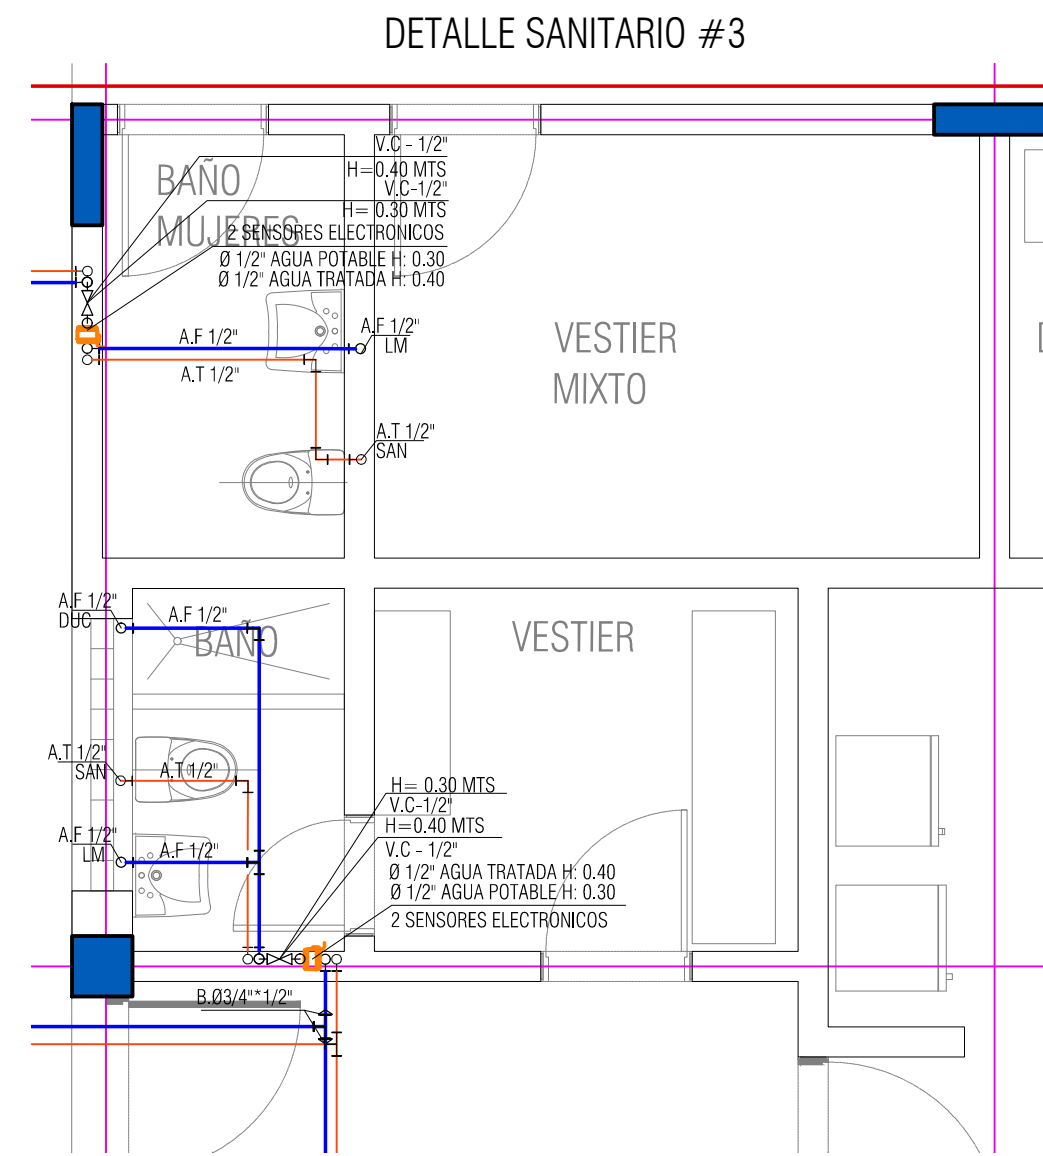 DETALLE SANITARIO #3
V.C - 1/2"
H=0.40 MTS
V.C-1/2"
H= 0.30 MTS
2 SENSORES ELECTRONICOS
Ø 1/2" AGUA POTABLE H: 0.30
Ø 1/2" AGUA TRATADA H: 0.40
BAÑO
MUJERES
A.F 1/2"
A.T 1/2"
A.F 1/2"
LM
A.T 1/2"
SAN
VESTIER
MIXTO
A.F 1/2"
DUC
A.F 1/2"
BAÑO
VESTIER
A.T 1/2"
SAN
A.T 1/2"
A.F 1/2"
LM
A.F 1/2"
H= 0.30 MTS
V.C-1/2"
H=0.40 MTS
V.C - 1/2"
Ø 1/2" AGUA TRATADA H: 0.40
Ø 1/2" AGUA POTABLE H: 0.30
2 SENSORES ELECTRONICOS
B.Ø3/4"*1/2"